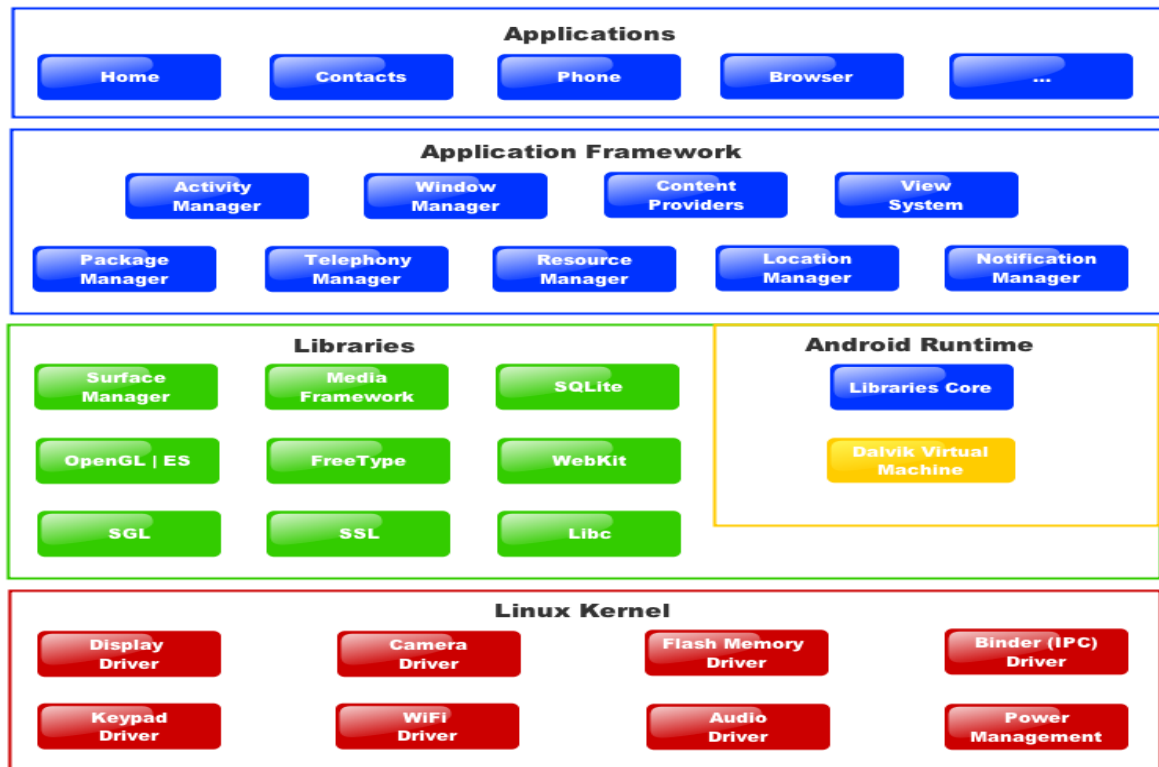 Applications
Home
Contacts
Phone
Browser
...
Application Framework
Activity
Manager
Window
Manager
Content
Providers
View
System
Package
Manager
Telephony
Manager
Resource
Manager
Location
Manager
Notification
Manager
Libraries
Surface
Manager
Media
Framework
SQLite
OpenGL | ES
FreeType
WebKit
SGL
SSL
Libc
Android Runtime
Libraries Core
Dalvik Virtual
Machine
Linux Kernel
Display
Driver
Camera
Driver
Flash Memory
Driver
Binder (IPC)
Driver
Keypad
Driver
WiFi
Driver
Audio
Driver
Power
Management